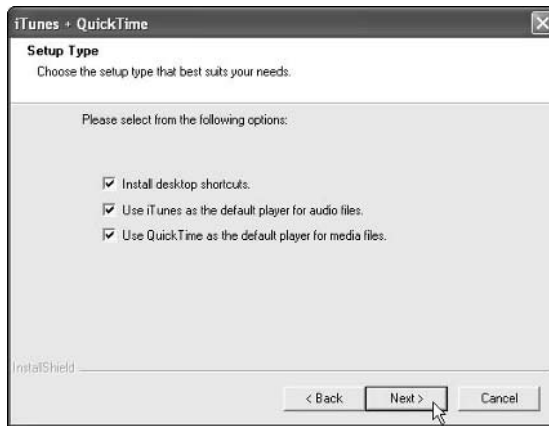 iTunes + QuickTime
Setup Type
Choose the setup type that best suits your needs.
Please select from the following options:
Install desktop shortcuts.
Use iTunes as the default player for audio files.
Use QuickTime as the default player for media files.
InstallShield
< Back
Next >
Cancel